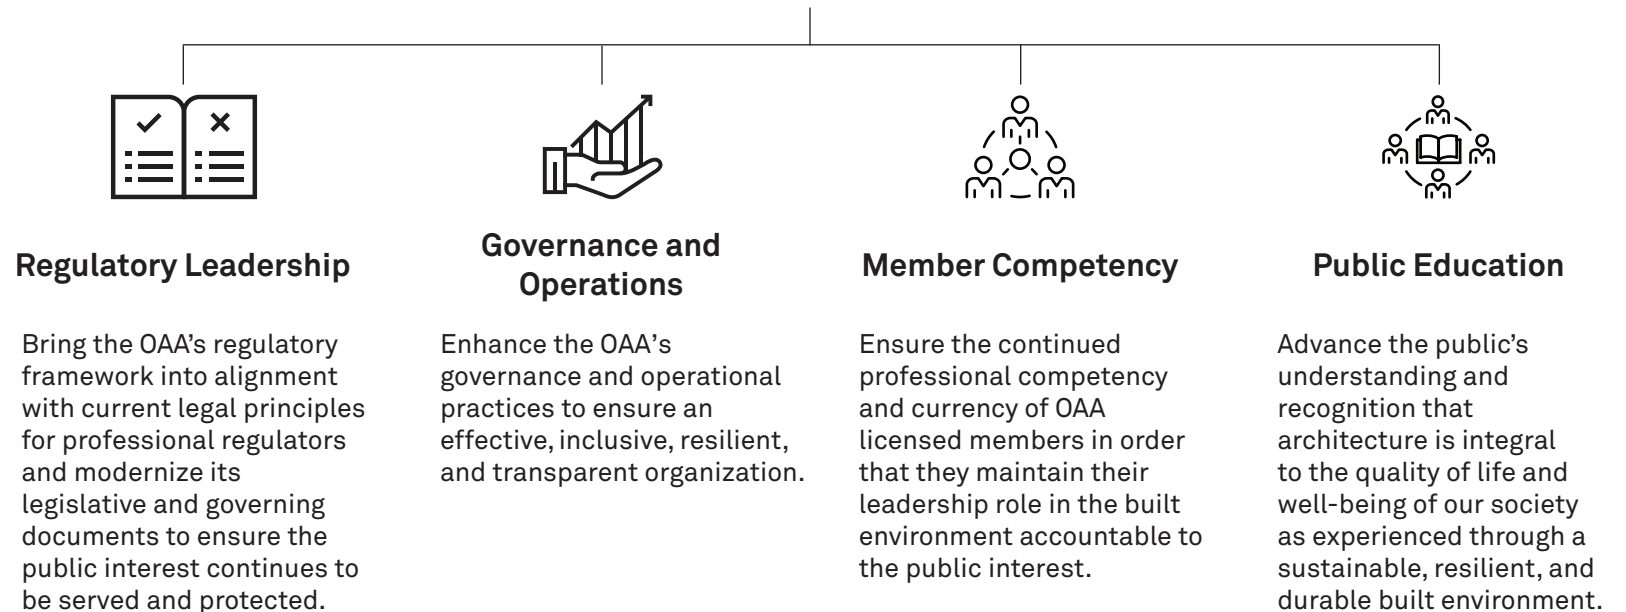 Regulatory Leadership
Bring the OAA’s regulatory
framework into alignment
with current legal principles
for professional regulators
and modernize its
legislative and governing
documents to ensure the
public interest continues to
be served and protected.
Governance and
Operations
Enhance the OAA's
governance and operational
practices to ensure an
effective, inclusive, resilient,
and transparent organization.
Member Competency
Ensure the continued
professional competency
and currency of OAA
licensed members in order
that they maintain their
leadership role in the built
environment accountable to
the public interest.
Public Education
Advance the public’s
understanding and
recognition that
architecture is integral
to the quality of life and
well-being of our society
as experienced through a
sustainable, resilient, and
durable built environment.